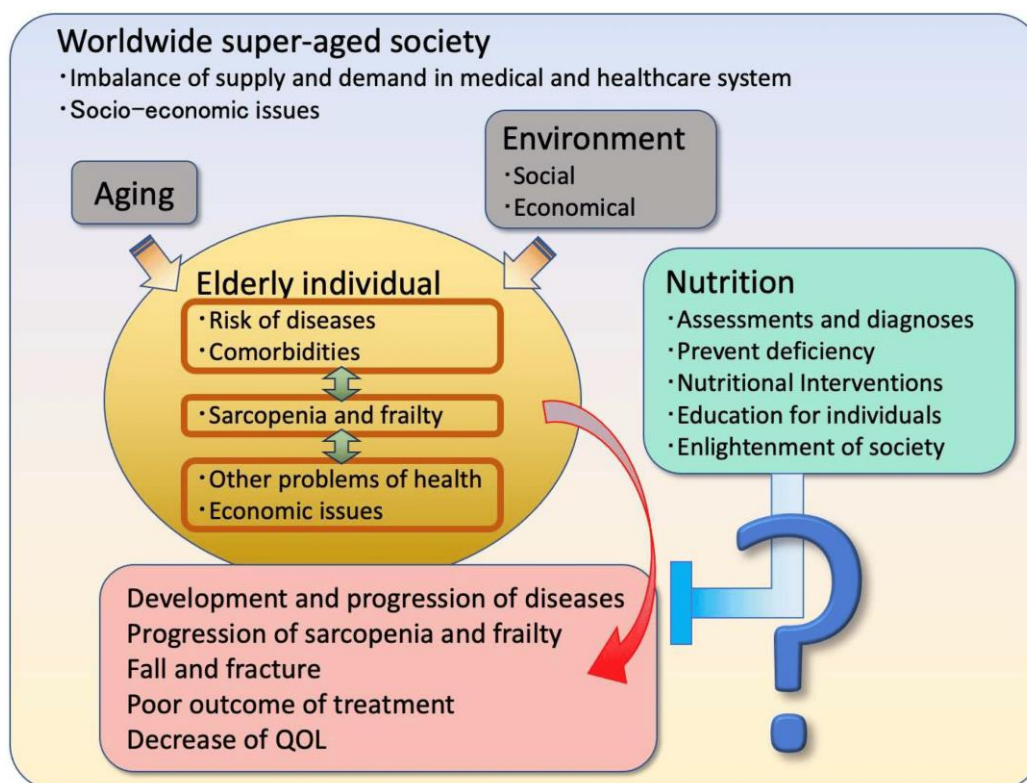 Worldwide super-aged society
・Imbalance of supply and demand in medical and healthcare system
・Socio-economic issues
Aging
Environment
・Social
・Economical
Elderly individual
・Risk of diseases
・Comorbidities
・Sarcopenia and frailty
・Other problems of health
・Economic issues
Nutrition
・Assessments and diagnoses
・Prevent deficiency
・Nutritional Interventions
・Education for individuals
・Enlightenment of society
?
Development and progression of diseases
Progression of sarcopenia and frailty
Fall and fracture
Poor outcome of treatment
Decrease of QOL